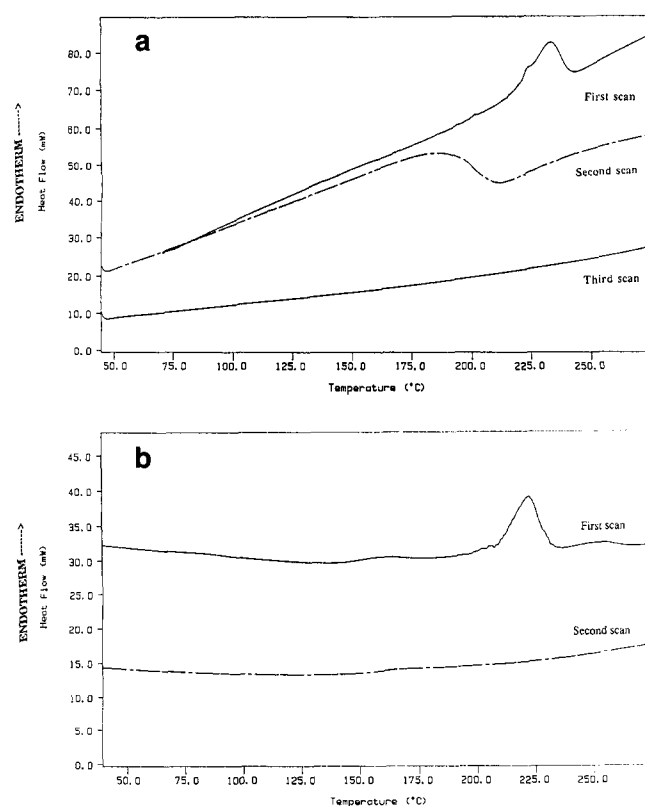 a
80.0
70.0
60.0
50.0
40.0
30.0
20.0
10.0
0.0
ENDOTHERM ------>
Heat Flow (mW)
First scan
Second scan
Third scan
50.0 75.0 100.0 125.0 150.0 175.0 200.0 225.0 250.0
Temperature (°C)
b
45.0
40.0
35.0
30.0
25.0
20.0
15.0
10.0
5.0
0.0
ENDOTHERM ------>
Heat Flow (mW)
First scan
Second scan
50.0 75.0 100.0 125.0 150.0 175.0 200.0 225.0 250.0
Temperature (°C)